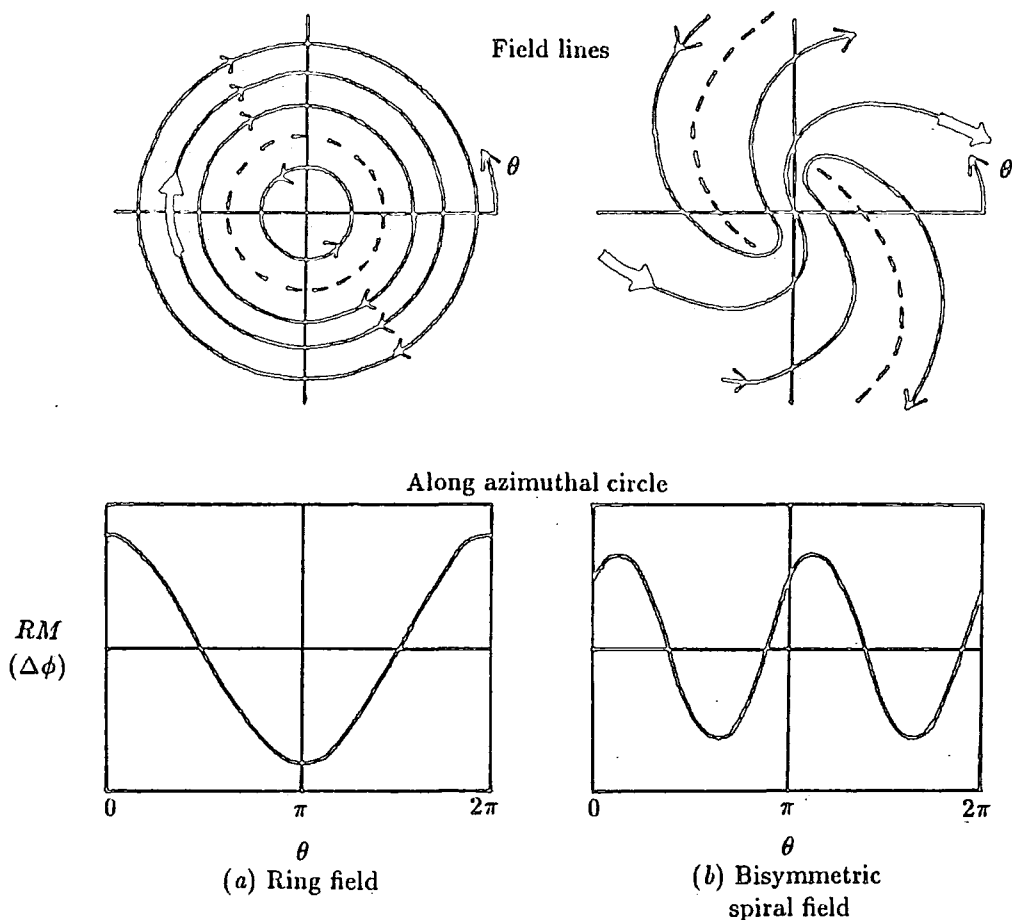 Field lines
θ
θ
Along azimuthal circle
RM
(Δϕ)
0
π
2π
θ
(a) Ring field
0
π
2π
θ
(b) Bisymmetric
spiral field